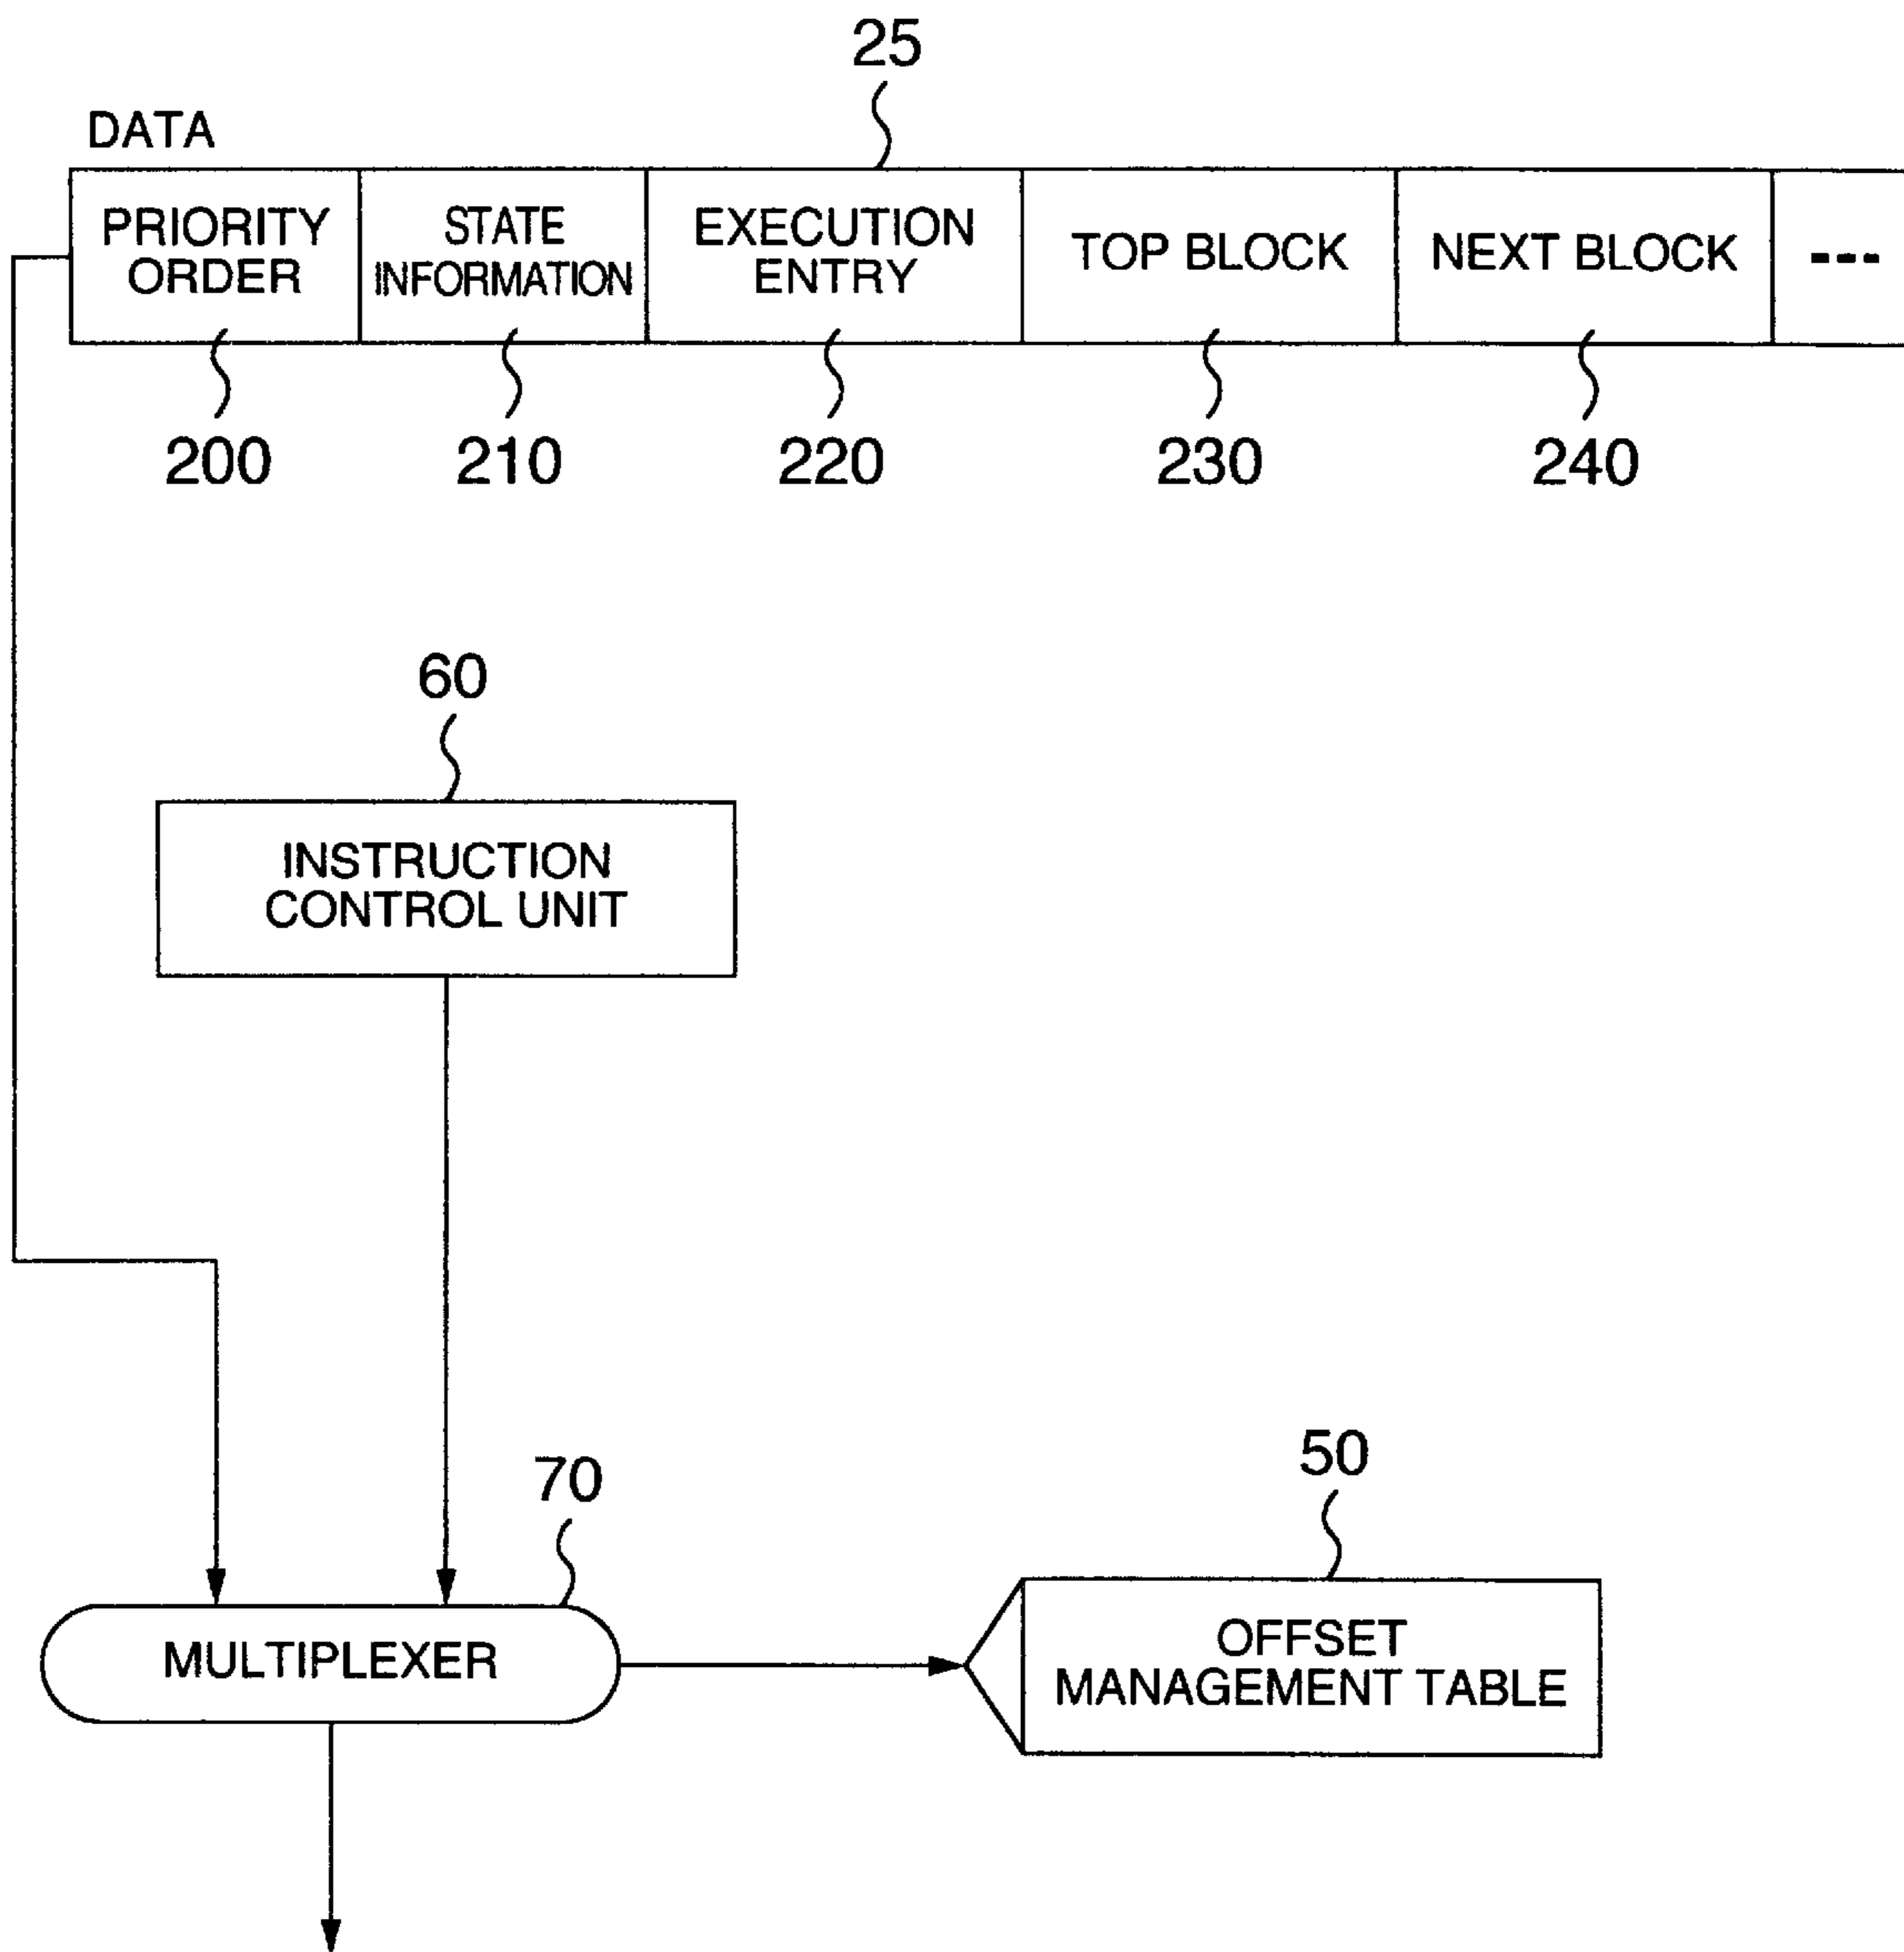 25
DATA
PRIORITY
ORDER
STATE
INFORMATION
EXECUTION
ENTRY
TOP BLOCK
NEXT BLOCK
---
200
210
220
230
240
60
INSTRUCTION
CONTROL UNIT
70
MULTIPLEXER
50
OFFSET
MANAGEMENT TABLE